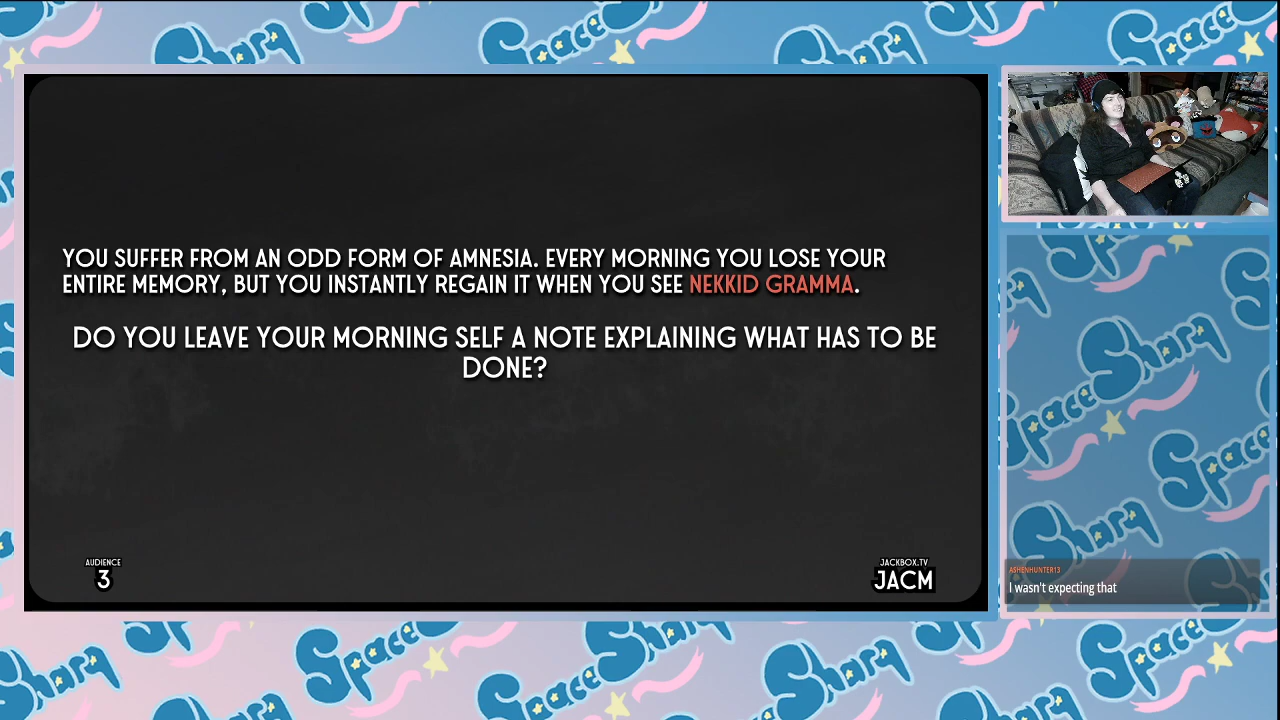 YOU SUFFER FROM AN ODD FORM OF AMNESIA. EVERY MORNING YOU LOSE YOUR
ENTIRE MEMORY, BUT YOU INSTANTLY REGAIN IT WHEN YOU SEE NEKKID GRAMMA.
DO YOU LEAVE YOUR MORNING SELF A NOTE EXPLAINING WHAT HAS TO BE
DONE?
AUDIENCE
3
JACKBOX.TV
JACM
ASHENHUNTER13
I wasn't expecting that
Space Sharq